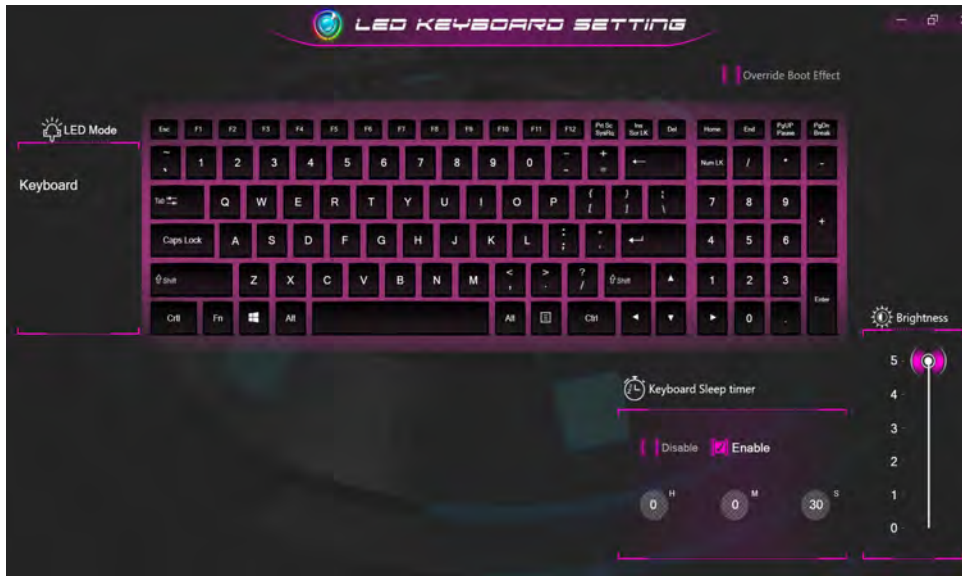 LED KEYBOARD SETTING
Override Boot Effect
LED Mode
Keyboard
Esc F1 F2 F3 F4 F5 F6 F7 F8 F9 F10 F11 F12 Prt Sc SysRq Ins Scr LK Del Home End PgUP Pause PgDn Break
~ ` 1 2 3 4 5 6 7 8 9 0 - _ + = ← Num LK / * -
Tab Q W E R T Y U I O P { [ } ] | \ 7 8 9 +
Caps Lock A S D F G H J K L : ; " ' 4 5 6
Shift Z X C V B N M < , > . ? / Shift ▲ 1 2 3 Enter
Crtl Fn Alt Alt Ctrl ◄ ▼ ► 0 .
Brightness
5
4
3
2
1
0
Keyboard Sleep timer
Disable Enable
0 H 0 M 30 S